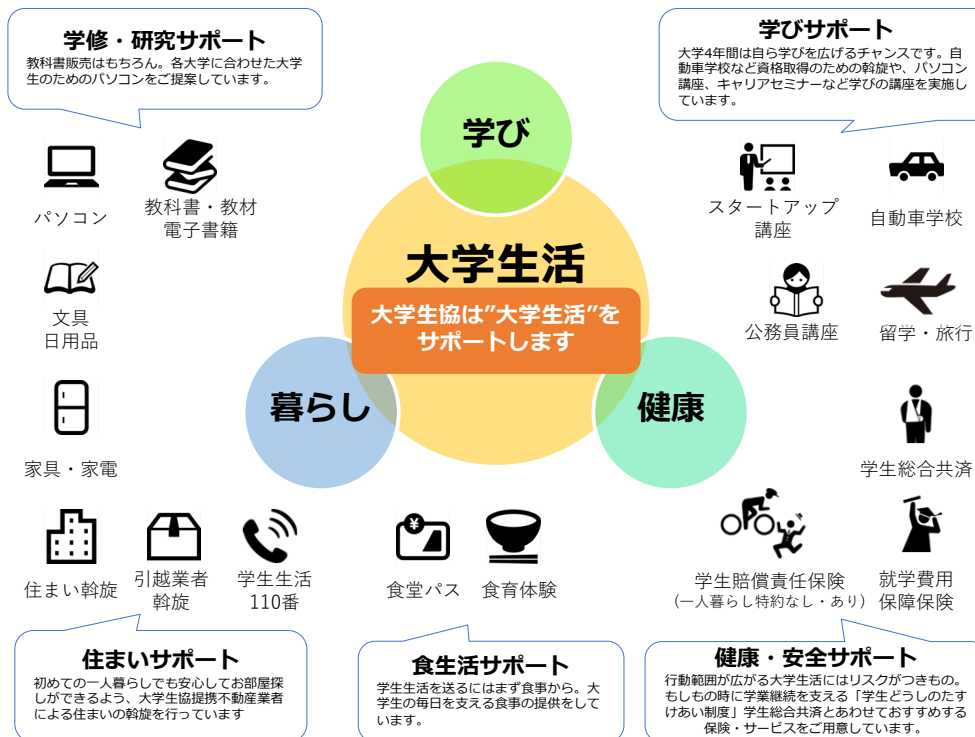 学修・研究サポート
教科書販売はもちろん。各大学に合わせた大学
生のためのパソコンをご提案しています。
学びサポート
大学4年間は自ら学びを広げるチャンスです。自
動車学校など資格取得のための斡旋や、パソコン
講座、キャリアセミナーなど学びの講座を実施し
ています。
学び
パソコン
教科書・教材
電子書籍
スタートアップ
講座
自動車学校
大学生活
大学生協は”大学生活”を
サポートします
文具
日用品
公務員講座
留学・旅行
暮らし
健康
家具・家電
学生総合共済
¥
住まい斡旋
引越業者
斡旋
学生生活
110番
食堂パス
食育体験
学生賠償責任保険
(一人暮らし特約なし・あり)
就学費用
保障保険
住まいサポート
初めての一人暮らしでも安心してお部屋探
しができるよう、大学生協提携不動産業者
による住まいの斡旋を行っています
食生活サポート
学生生活を送るにはまず食事から。大
学生の毎日を支える食事の提供をして
います。
健康・安全サポート
行動範囲が広がる大学生活にはリスクがつきもの。
もしもの時に学業継続を支える「学生どうしのたす
けあい制度」学生総合共済とあわせておすすめする
保険・サービスをご用意しています。